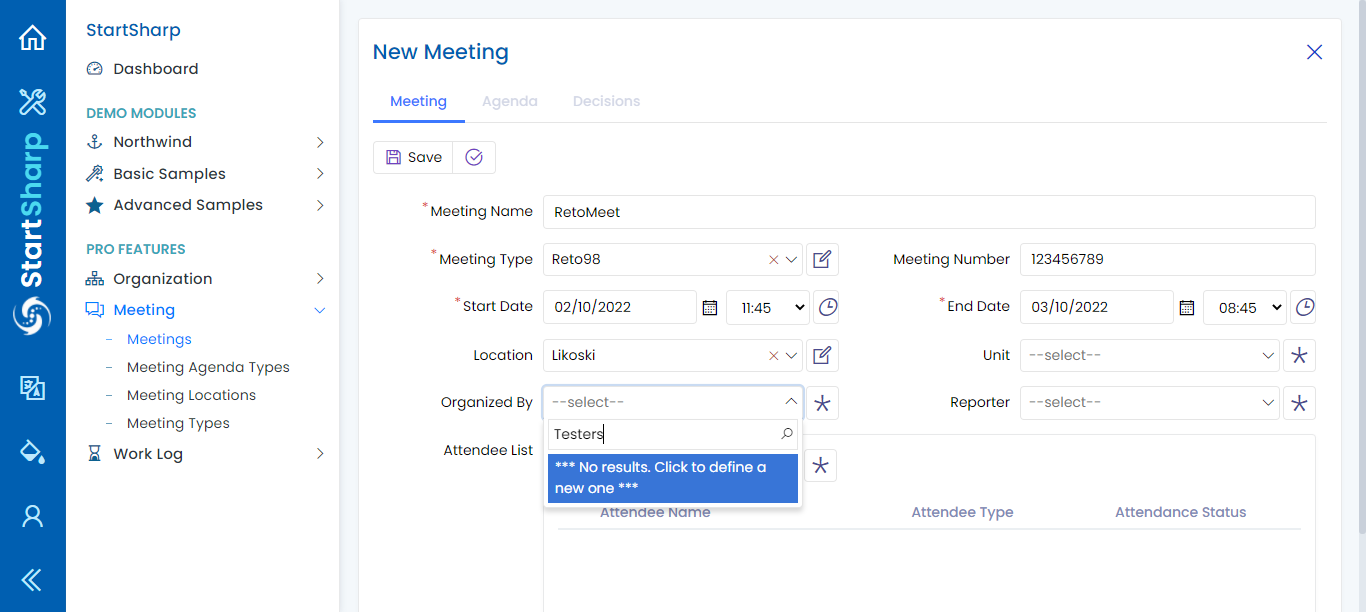 StartSharp
StartSharp
Dashboard
DEMO MODULES
Northwind
Basic Samples
Advanced Samples
PRO FEATURES
Organization
Meeting
Meetings
Meeting Agenda Types
Meeting Locations
Meeting Types
Work Log
New Meeting
Meeting Agenda Decisions
Save
*Meeting Name RetoMeet
*Meeting Type Reto98 Meeting Number 123456789
*Start Date 02/10/2022 11:45 *End Date 03/10/2022 08:45
Location Likoski Unit --select--
Organized By --select-- Reporter --select--
Testers
Attendee List
*** No results. Click to define a
new one ***
Attendee Name Attendee Type Attendance Status